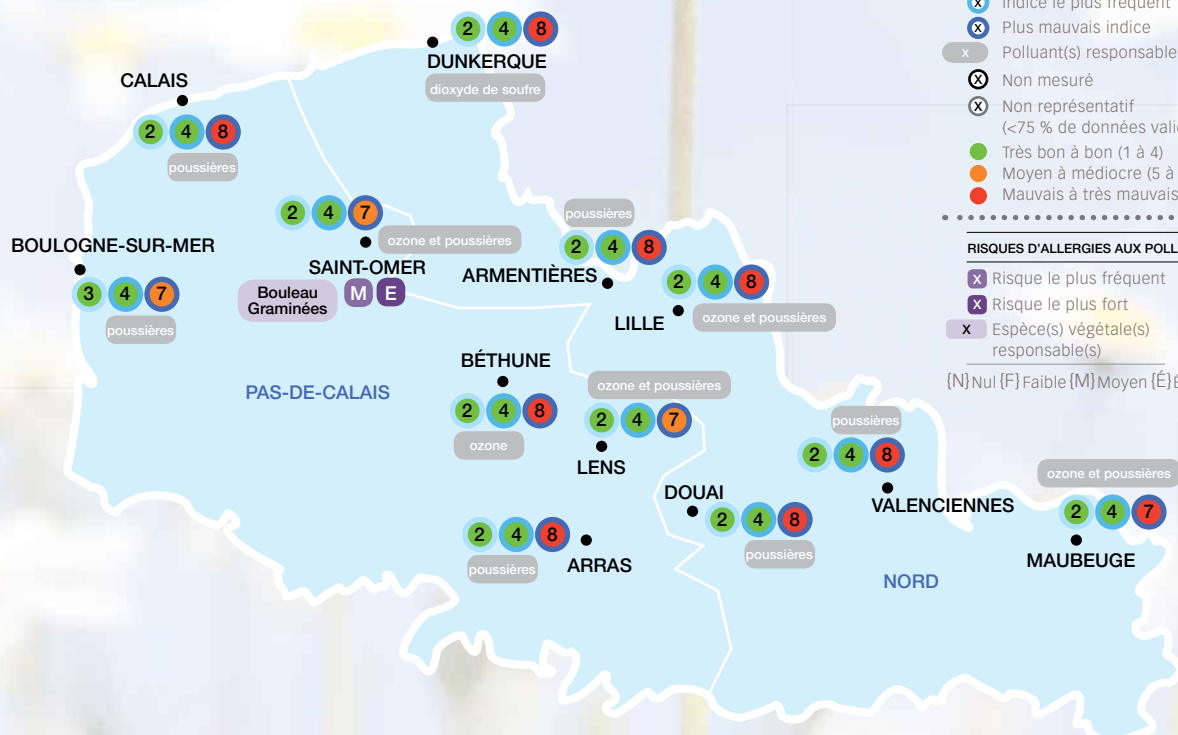 2 4 8
DUNKERQUE
dioxyde de soufre
CALAIS
2 4 8
poussières
2 4 7
ozone et poussières
SAINT-OMER
Bouleau
Graminées
M E
BOULOGNE-SUR-MER
3 4 7
poussières
poussières
2 4 8
ARMENTIÈRES
2 4 8
LILLE
ozone et poussières
PAS-DE-CALAIS
BÉTHUNE
2 4 8
ozone
ozone et poussières
2 4 7
LENS
DOUAI
2 4 8
poussières
2 4 8
poussières
ARRAS
poussières
2 4 8
VALENCIENNES
ozone et poussières
2 4 7
MAUBEUGE
NORD
x Indice le plus fréquent
x Plus mauvais indice
x Polluant(s) responsable
x Non mesuré
x Non représentatif
(<75 % de données vali
Très bon à bon (1 à 4)
Moyen à médiocre (5 à
Mauvais à très mauvais
RISQUES D'ALLERGIES AUX POLL
x Risque le plus fréquent
x Risque le plus fort
x Espèce(s) végétale(s)
responsable(s)
{N}Nul {F}Faible {M}Moyen {É}É